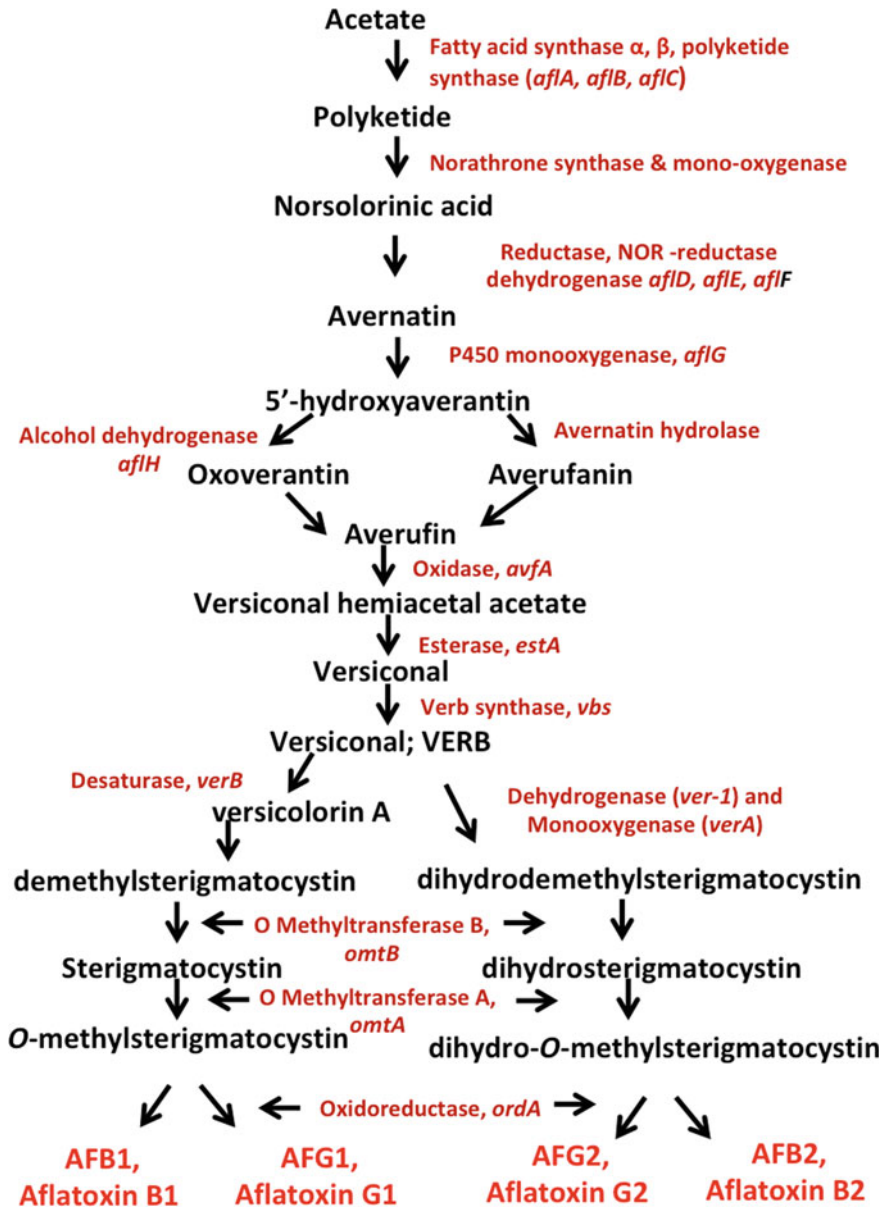 Acetate
Fatty acid synthase α, β, polyketide
synthase (aflA, aflB, aflC)
Polyketide
Norathrone synthase & mono-oxygenase
Norsolorinic acid
Reductase, NOR -reductase
dehydrogenase aflD, aflE, aflF
Avernatin
P450 monooxygenase, aflG
5’-hydroxyaverantin
Alcohol dehydrogenase
aflH
Avernatin hydrolase
Oxoverantin
Averufanin
Averufin
Oxidase, avfA
Versiconal hemiacetal acetate
Esterase, estA
Versiconal
Verb synthase, vbs
Versiconal; VERB
Desaturase, verB
versicolorin A
Dehydrogenase (ver-1) and
Monooxygenase (verA)
demethylsterigmatocystin
dihydrodemethylsterigmatocystin
O Methyltransferase B,
omtB
Sterigmatocystin
dihydrosterigmatocystin
O Methyltransferase A,
omtA
O-methylsterigmatocystin
dihydro-O-methylsterigmatocystin
Oxidoreductase, ordA
AFB1,
Aflatoxin B1
AFG1,
Aflatoxin G1
AFG2,
Aflatoxin G2
AFB2,
Aflatoxin B2